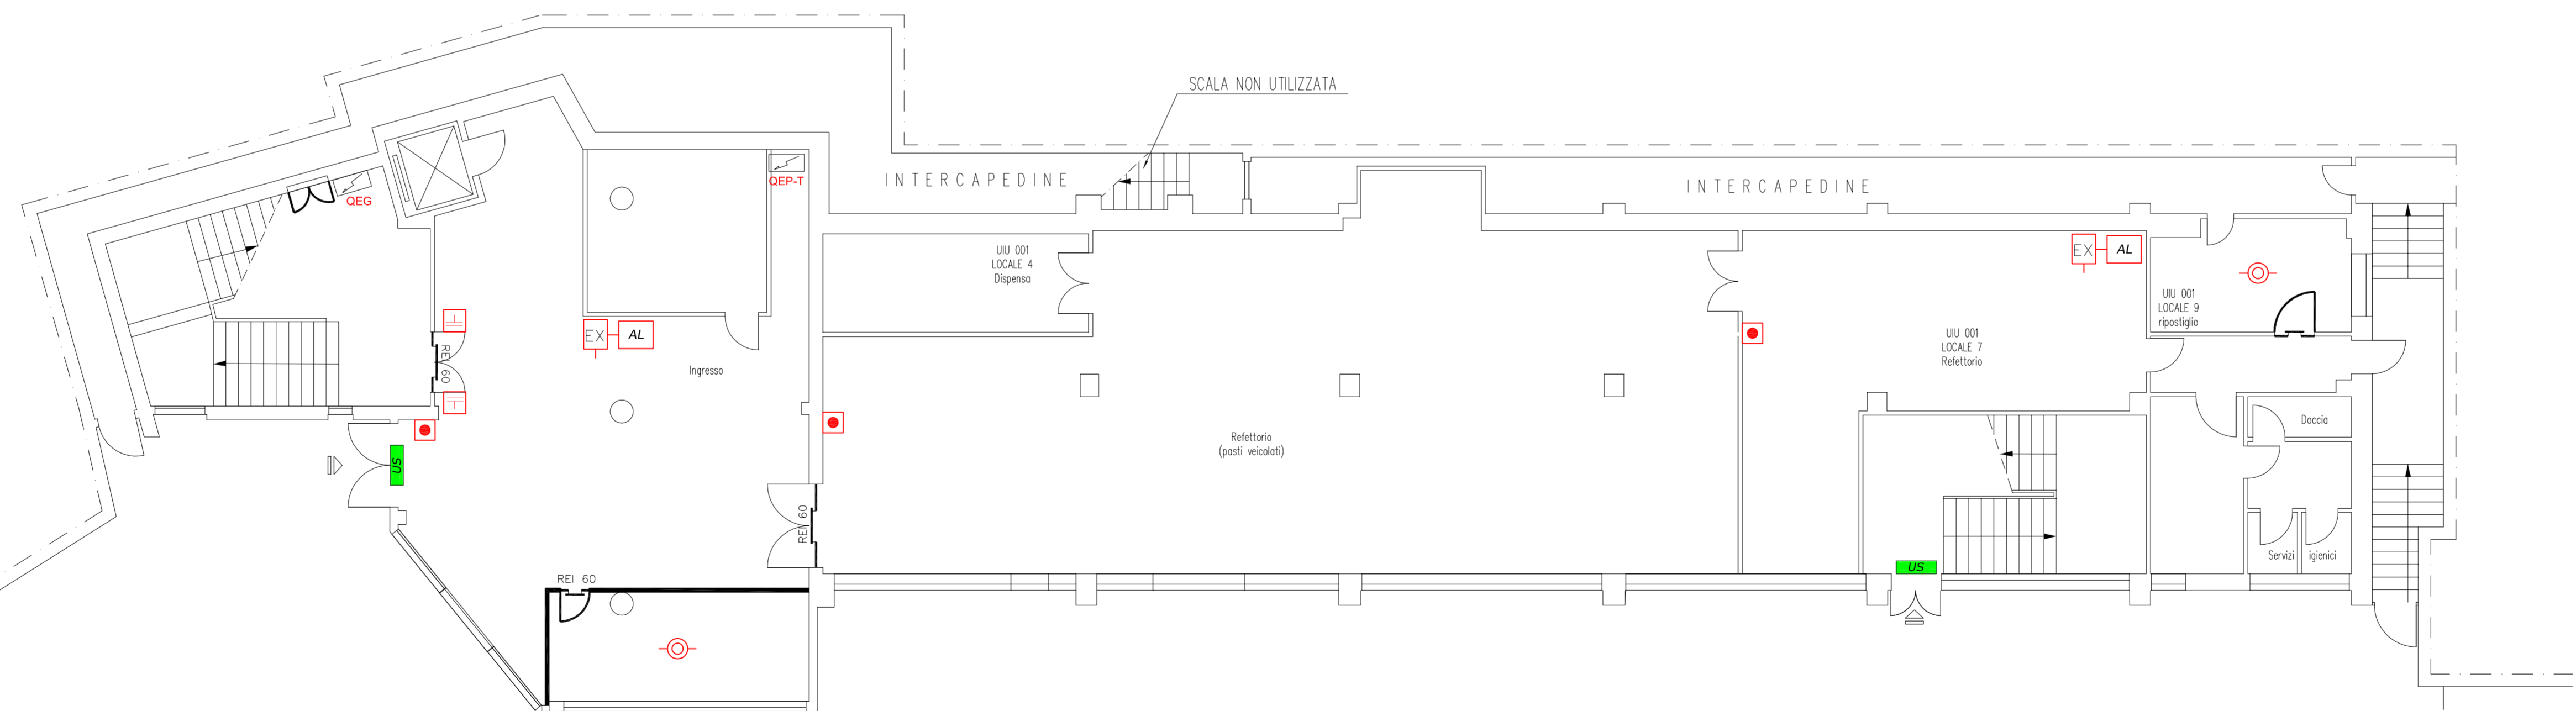 SCALA NON UTILIZZATA
INTERCAPEDINE
INTERCAPEDINE
QEP-T
QEG
UIU 001
LOCALE 4
Dispensa
EX
AL
UIU 001
LOCALE 9
ripostiglio
EX
AL
UIU 001
LOCALE 7
Refettorio
REI 60
Ingresso
Doccia
Refettorio
(pasti veicolati)
US
REI 60
Servizi
igienici
US
REI 60